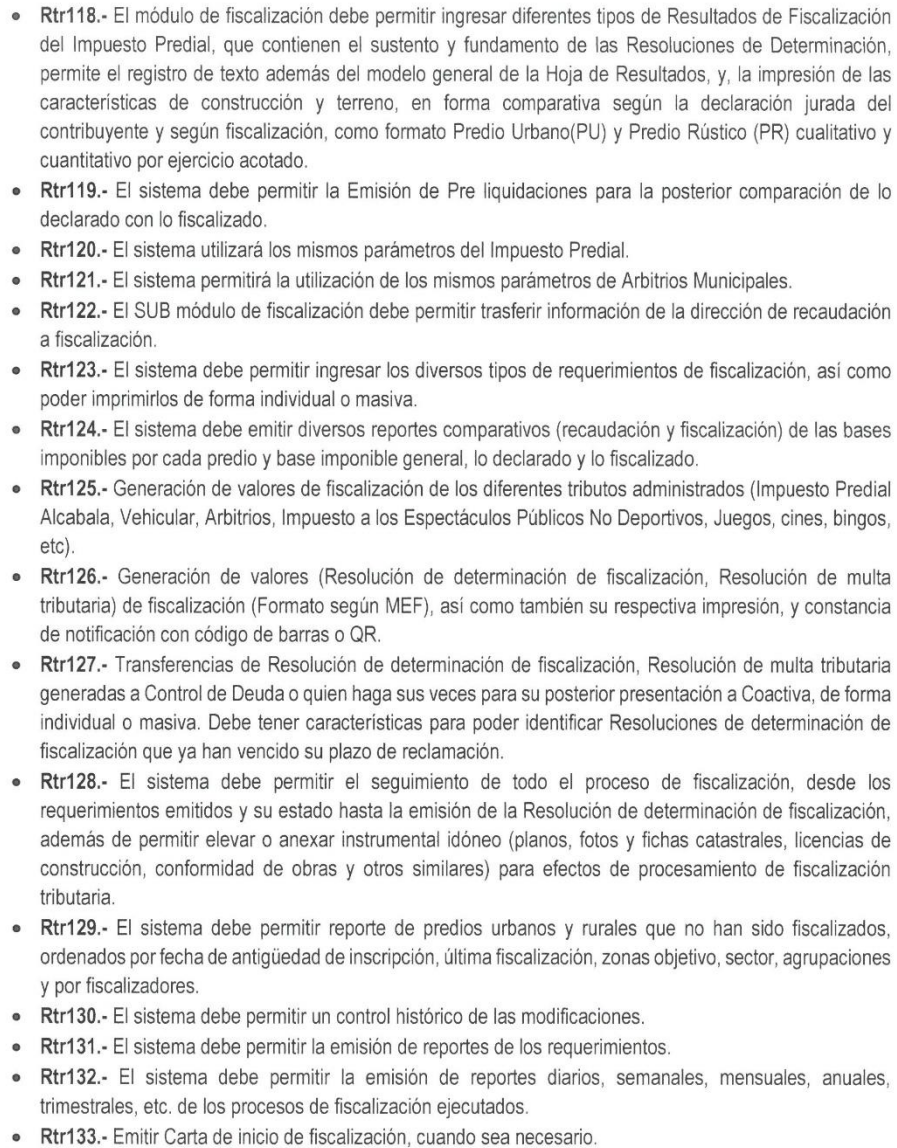 • Rtr118.- El módulo de fiscalización debe permitir ingresar diferentes tipos de Resultados de Fiscalización
del Impuesto Predial, que contienen el sustento y fundamento de las Resoluciones de Determinación,
permite el registro de texto además del modelo general de la Hoja de Resultados, y, la impresión de las
características de construcción y terreno, en forma comparativa según la declaración jurada del
contribuyente y según fiscalización, como formato Predio Urbano(PU) y Predio Rústico (PR) cualitativo y
cuantitativo por ejercicio acotado.
• Rtr119.- El sistema debe permitir la Emisión de Pre liquidaciones para la posterior comparación de lo
declarado con lo fiscalizado.
• Rtr120.- El sistema utilizará los mismos parámetros del Impuesto Predial.
• Rtr121.- El sistema permitirá la utilización de los mismos parámetros de Arbitrios Municipales.
• Rtr122.- El SUB módulo de fiscalización debe permitir trasferir información de la dirección de recaudación
a fiscalización.
• Rtr123.- El sistema debe permitir ingresar los diversos tipos de requerimientos de fiscalización, así como
poder imprimirlos de forma individual o masiva.
• Rtr124.- El sistema debe emitir diversos reportes comparativos (recaudación y fiscalización) de las bases
imponibles por cada predio y base imponible general, lo declarado y lo fiscalizado.
• Rtr125.- Generación de valores de fiscalización de los diferentes tributos administrados (Impuesto Predial
Alcabala, Vehicular, Arbitrios, Impuesto a los Espectáculos Públicos No Deportivos, Juegos, cines, bingos,
etc).
• Rtr126.- Generación de valores (Resolución de determinación de fiscalización, Resolución de multa
tributaria) de fiscalización (Formato según MEF), así como también su respectiva impresión, y constancia
de notificación con código de barras o QR.
• Rtr127.- Transferencias de Resolución de determinación de fiscalización, Resolución de multa tributaria
generadas a Control de Deuda o quien haga sus veces para su posterior presentación a Coactiva, de forma
individual o masiva. Debe tener características para poder identificar Resoluciones de determinación de
fiscalización que ya han vencido su plazo de reclamación.
• Rtr128.- El sistema debe permitir el seguimiento de todo el proceso de fiscalización, desde los
requerimientos emitidos y su estado hasta la emisión de la Resolución de determinación de fiscalización,
además de permitir elevar o anexar instrumental idóneo (planos, fotos y fichas catastrales, licencias de
construcción, conformidad de obras y otros similares) para efectos de procesamiento de fiscalización
tributaria.
• Rtr129.- El sistema debe permitir reporte de predios urbanos y rurales que no han sido fiscalizados,
ordenados por fecha de antigüedad de inscripción, última fiscalización, zonas objetivo, sector, agrupaciones
y por fiscalizadores.
• Rtr130.- El sistema debe permitir un control histórico de las modificaciones.
• Rtr131.- El sistema debe permitir la emisión de reportes de los requerimientos.
• Rtr132.- El sistema debe permitir la emisión de reportes diarios, semanales, mensuales, anuales,
trimestrales, etc. de los procesos de fiscalización ejecutados.
• Rtr133.- Emitir Carta de inicio de fiscalización, cuando sea necesario.